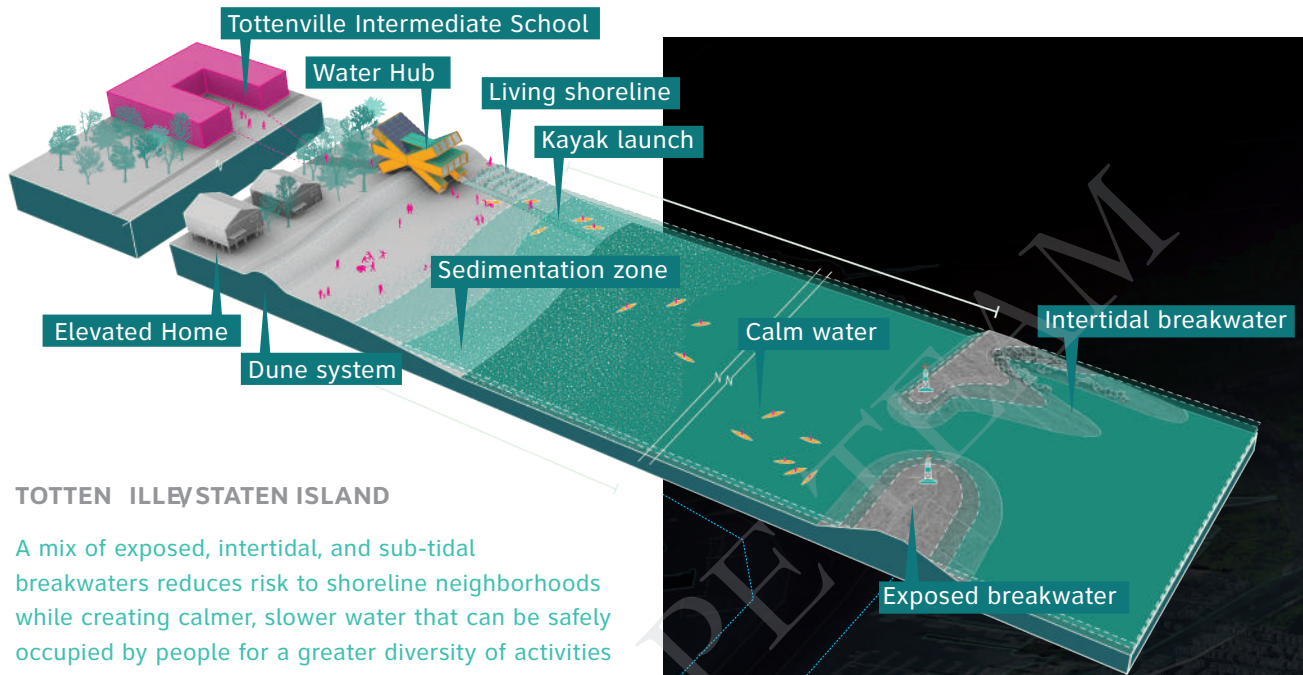 Tottenville Intermediate School
Water Hub
Living shoreline
Kayak launch
Sedimentation zone
Elevated Home
Dune system
Calm water
Intertidal breakwater
Exposed breakwater
TOTTEN ILLE/STATEN ISLAND
A mix of exposed, intertidal, and sub-tidal
breakwaters reduces risk to shoreline neighborhoods
while creating calmer, slower water that can be safely
occupied by people for a greater diversity of activities
PE TEAM
N N